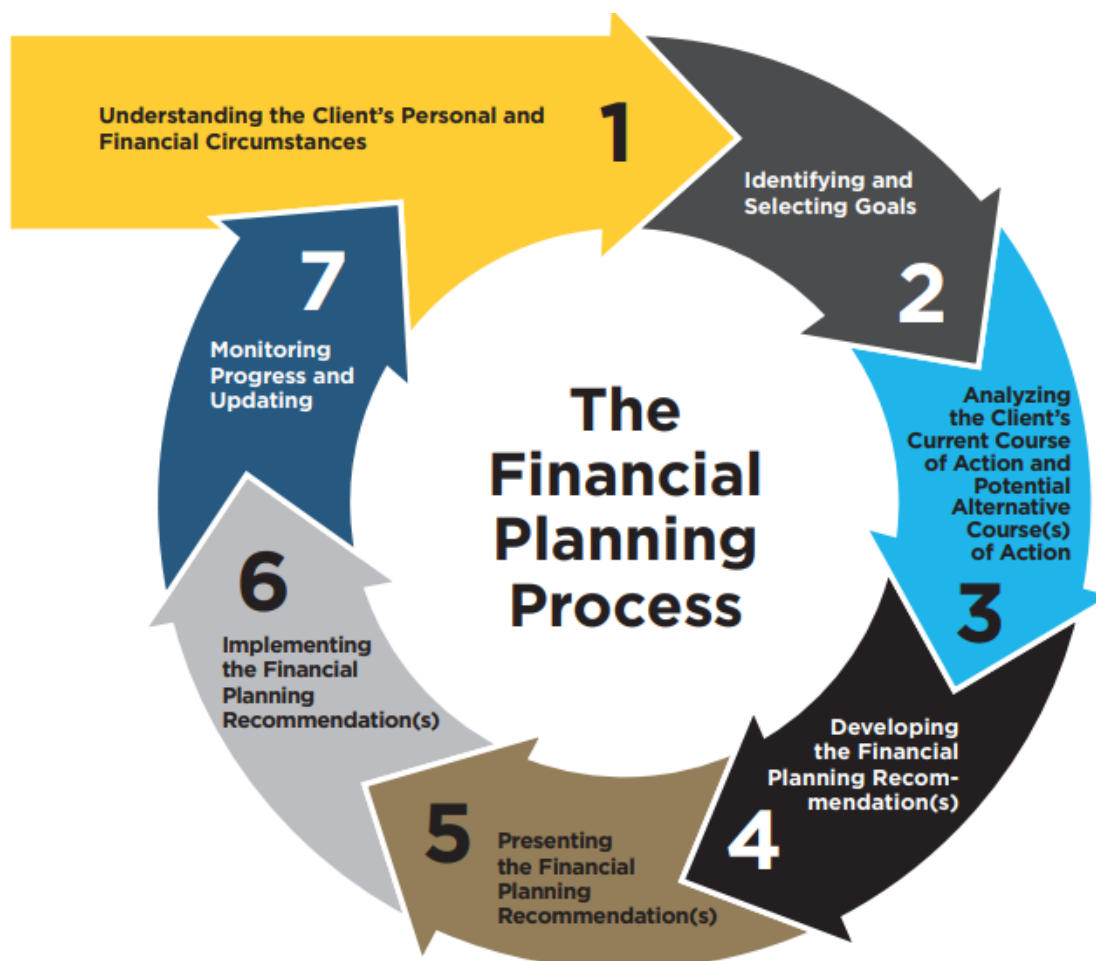 Understanding the Client's Personal and
Financial Circumstances
1
Identifying and
Selecting Goals
2
Analyzing
the Client's
Current Course
of Action and
Potential
Alternative
Course(s)
of Action
3
Developing
the Financial
Planning Recom-
mendation(s)
4
Presenting
the Financial
Planning
Recommendation(s)
5
Implementing
the Financial
Planning
Recommendation(s)
6
Monitoring
Progress and
Updating
7
The
Financial
Planning
Process